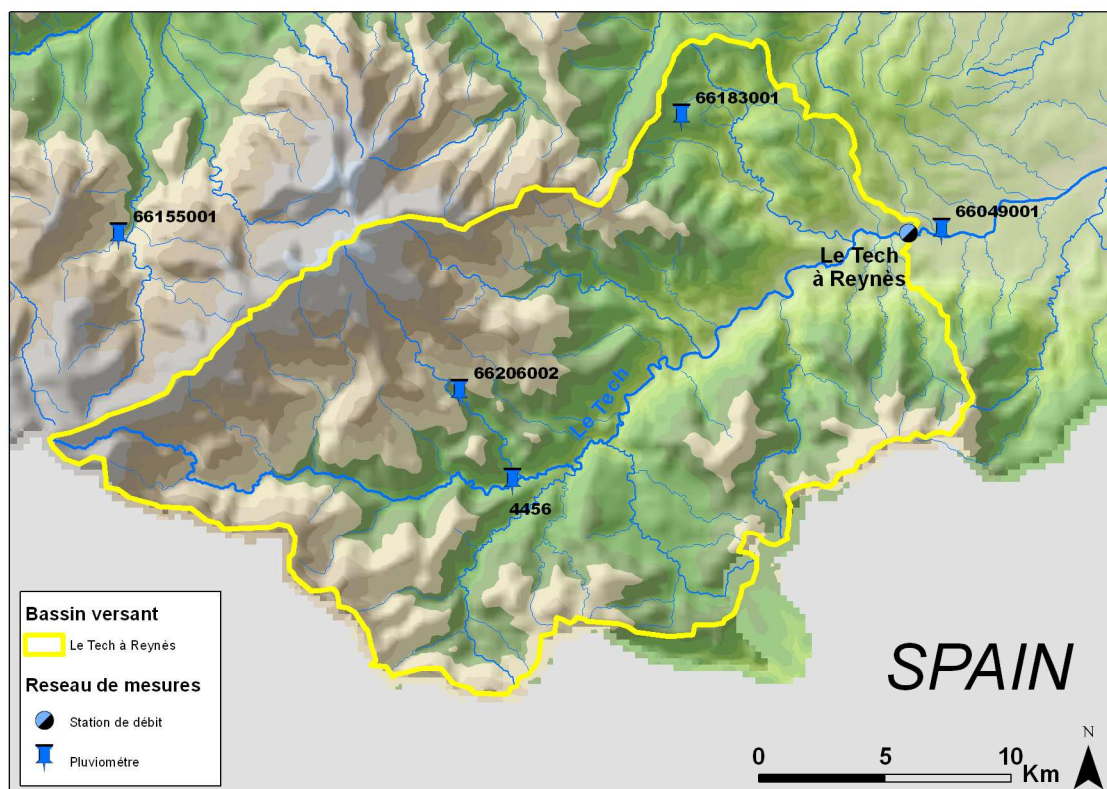 66183001
66155001
66049001
Le Tech
à Reynès
66206002
Le Tech
4456
Bassin versant
Le Tech à Reynès
Reseau de mesures
Station de débit
Pluviométre
SPAIN
N
0 5 10
Km